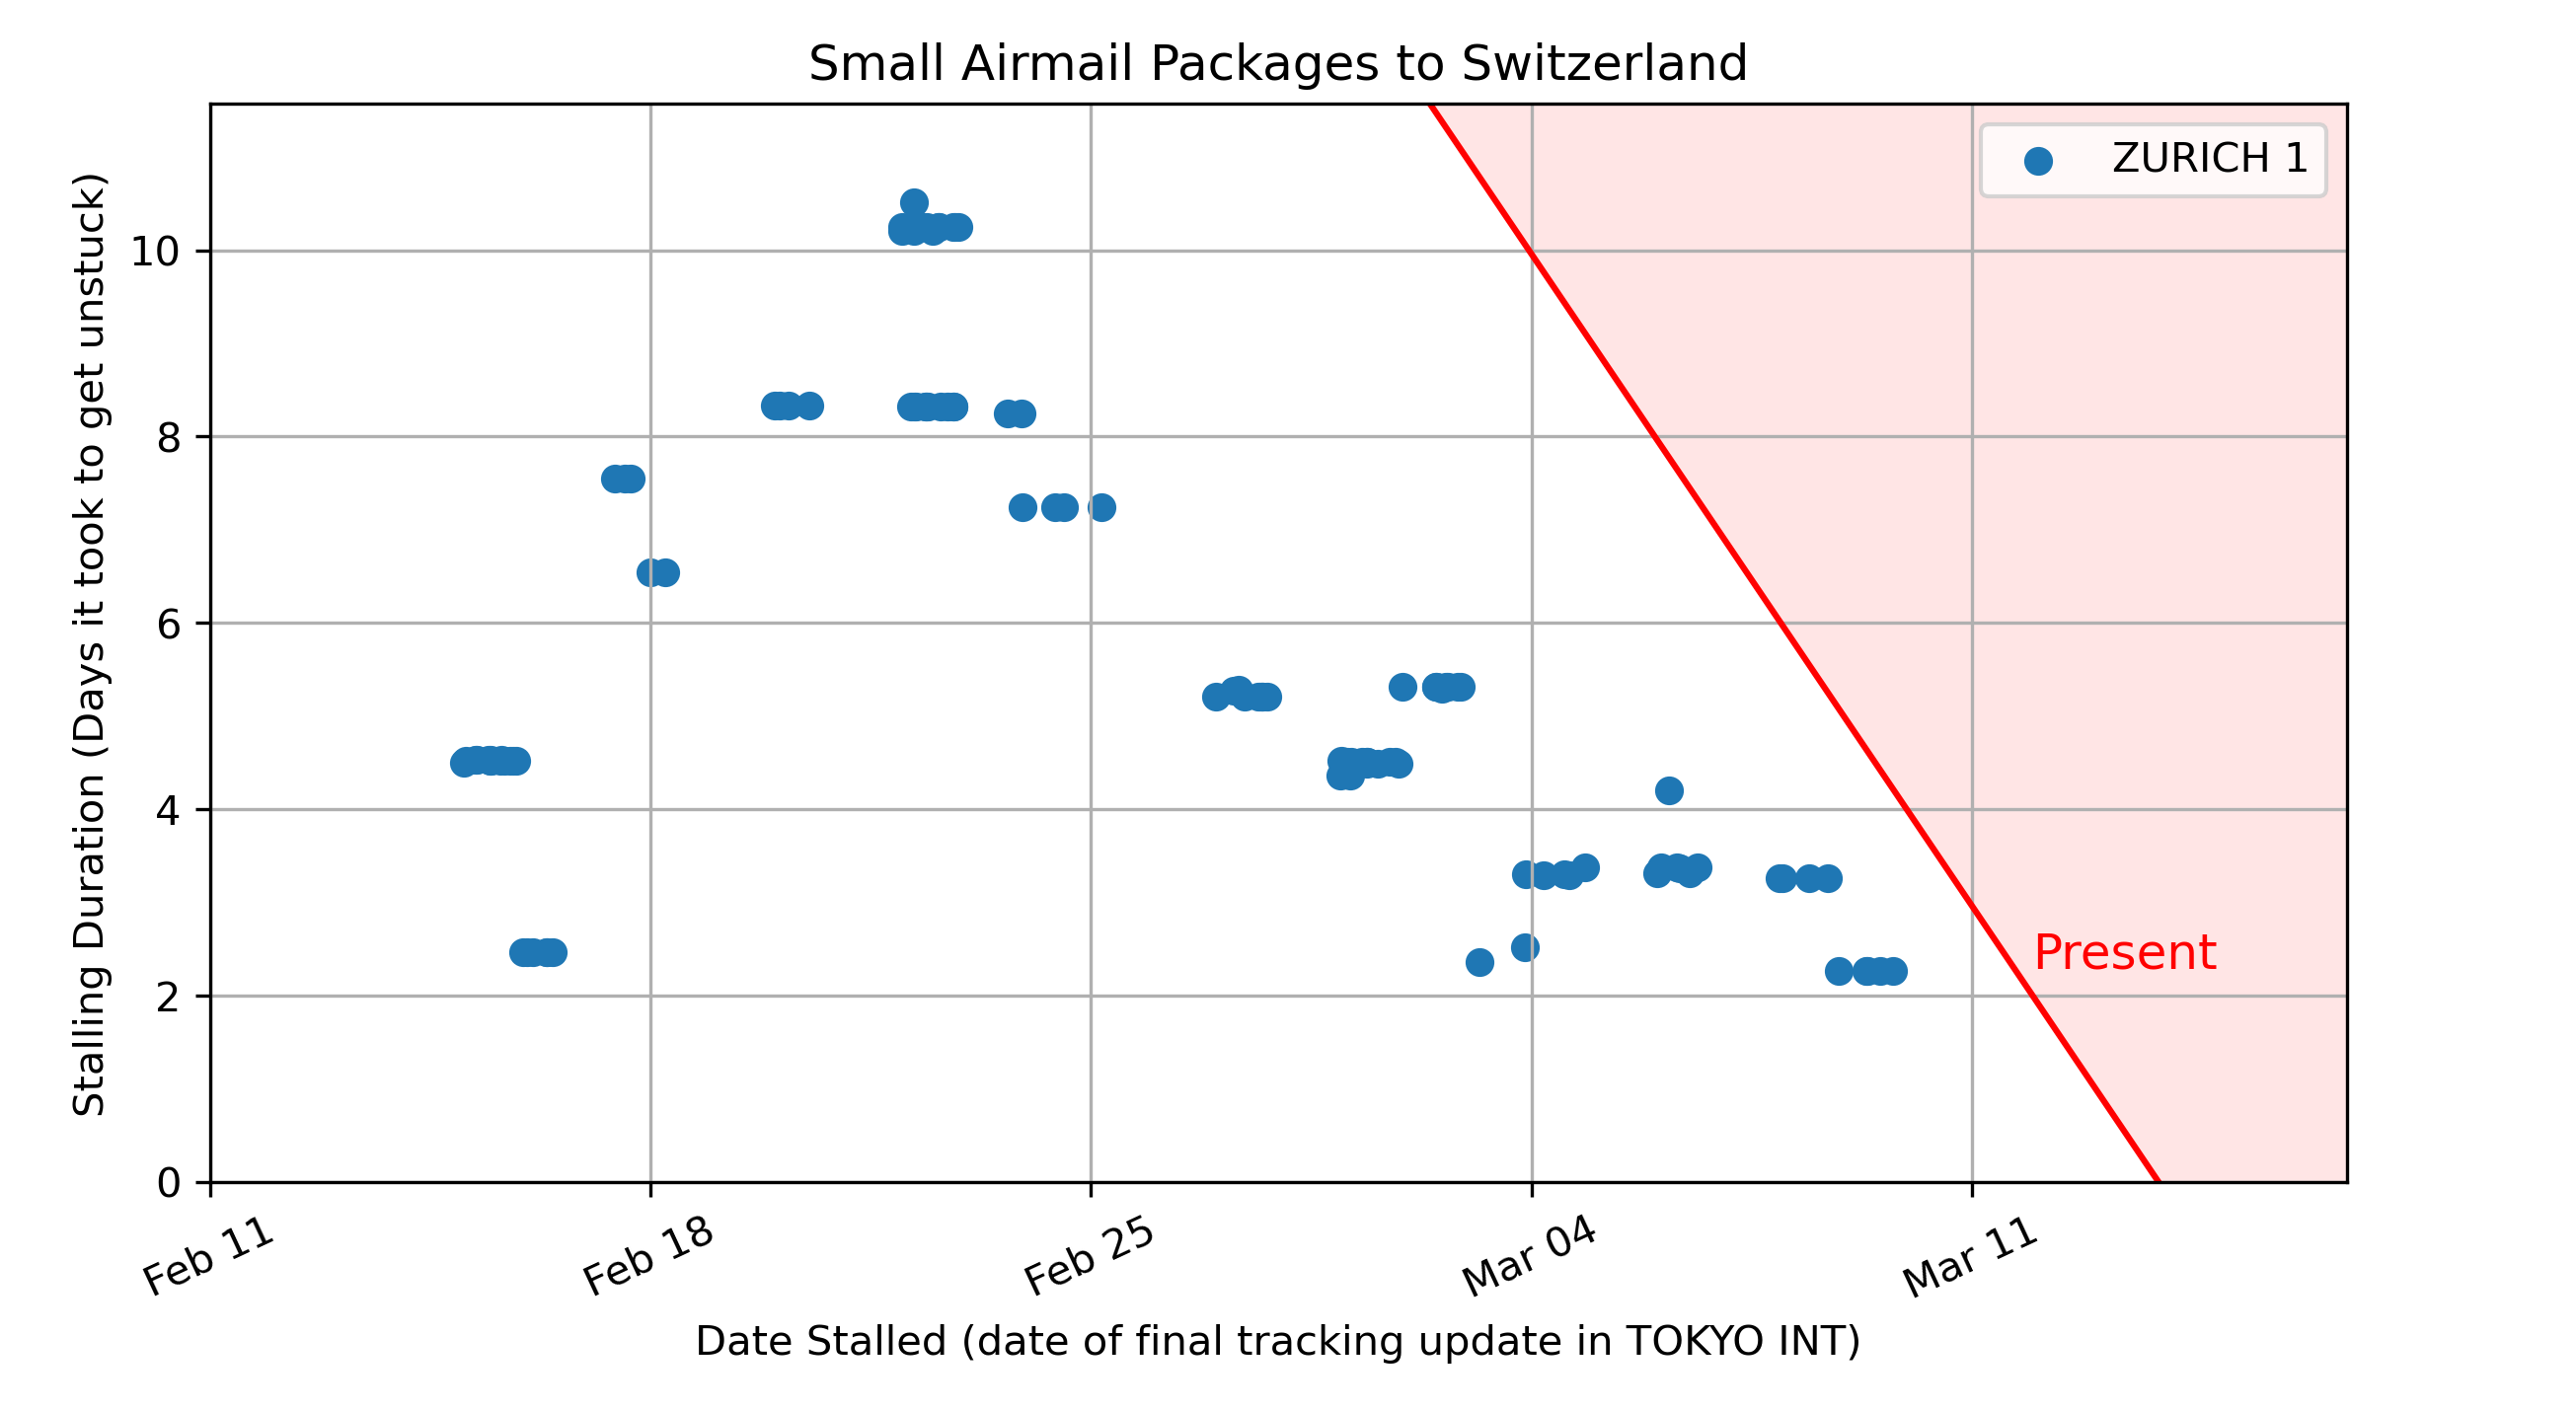 Small Airmail Packages to Switzerland
ZURICH 1
Stalling Duration (Days it took to get unstuck)
10
8
6
4
2
0
Present
Feb 11
Feb 18
Feb 25
Mar 04
Mar 11
Date Stalled (date of final tracking update in TOKYO INT)